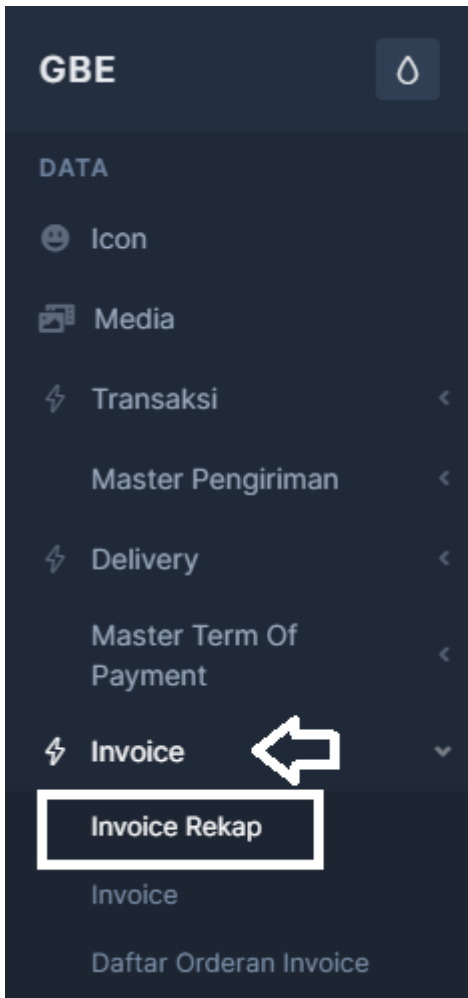 GBE
DATA
Icon
Media
Transaksi
Master Pengiriman
Delivery
Master Term Of
Payment
Invoice
Invoice Rekap
Invoice
Daftar Orderan Invoice